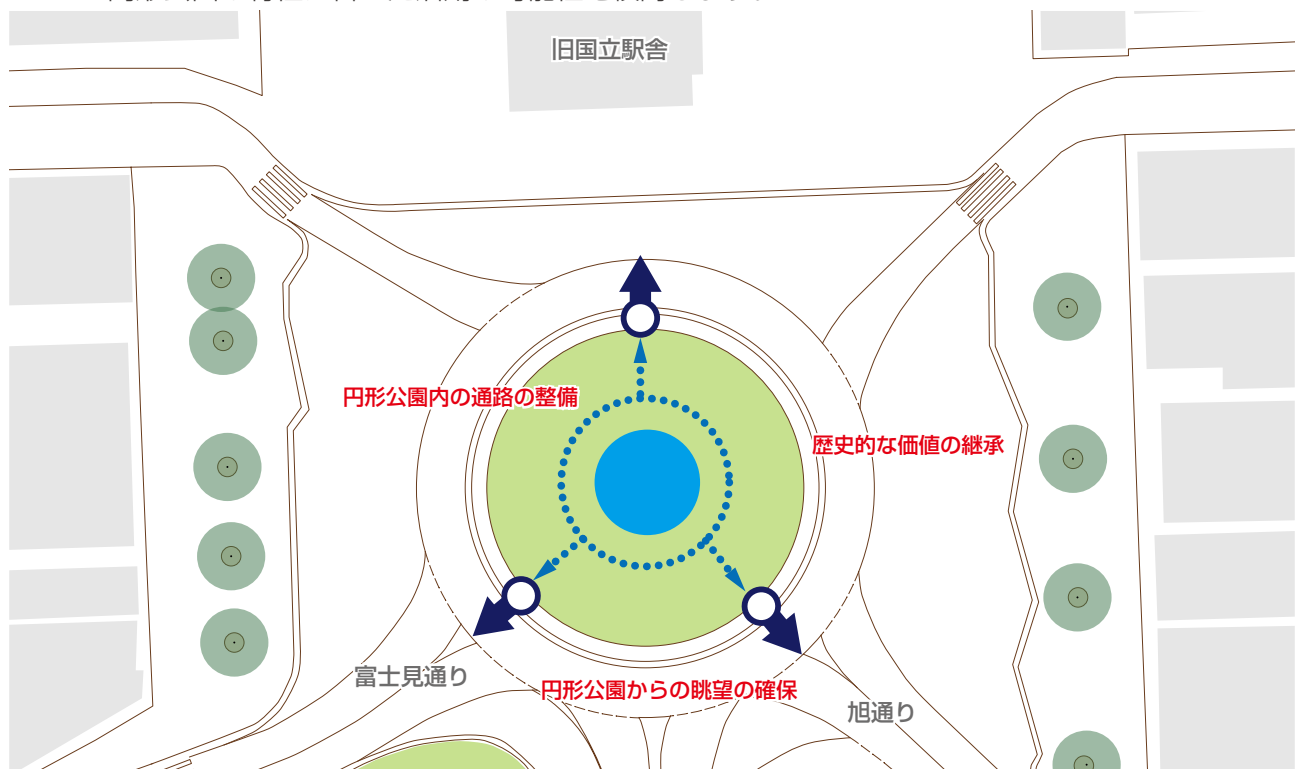 旧国立駅舎
円形公園内の通路の整備
歴史的な価値の継承
富士見通り
円形公園からの眺望の確保
旭通り